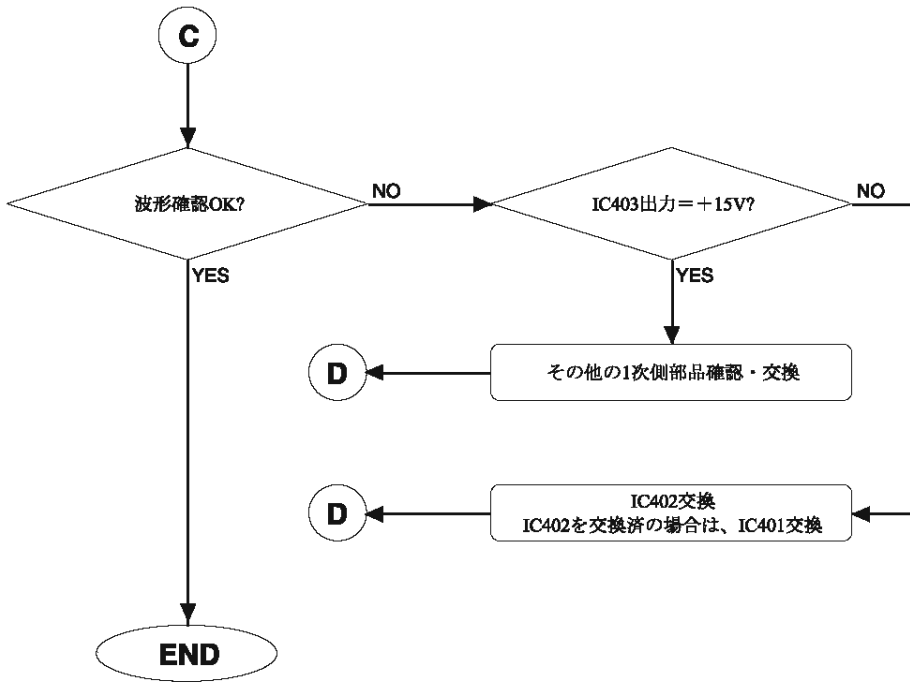 C
波形確認OK?
NO
IC403出力=+15V?
NO
YES
YES
D
その他の1次側部品確認・交換
D
IC402交換
IC402を交換済の場合は、IC401交換
END